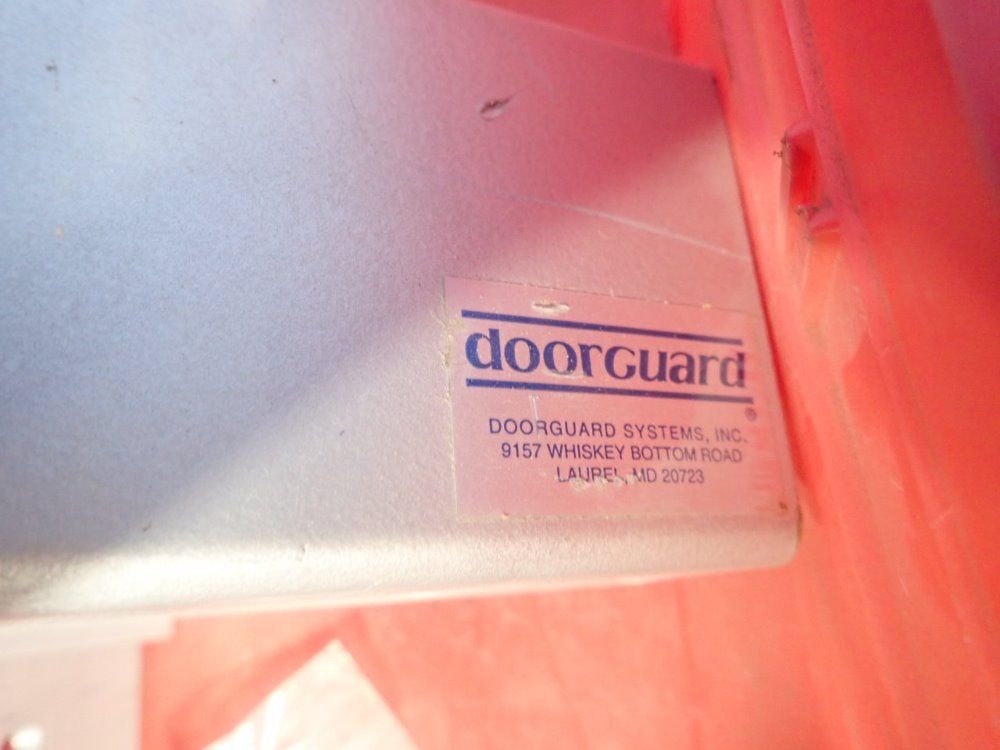 doorguard
®
DOORGUARD SYSTEMS, INC.
9157 WHISKEY BOTTOM ROAD
LAUREL, MD 20723